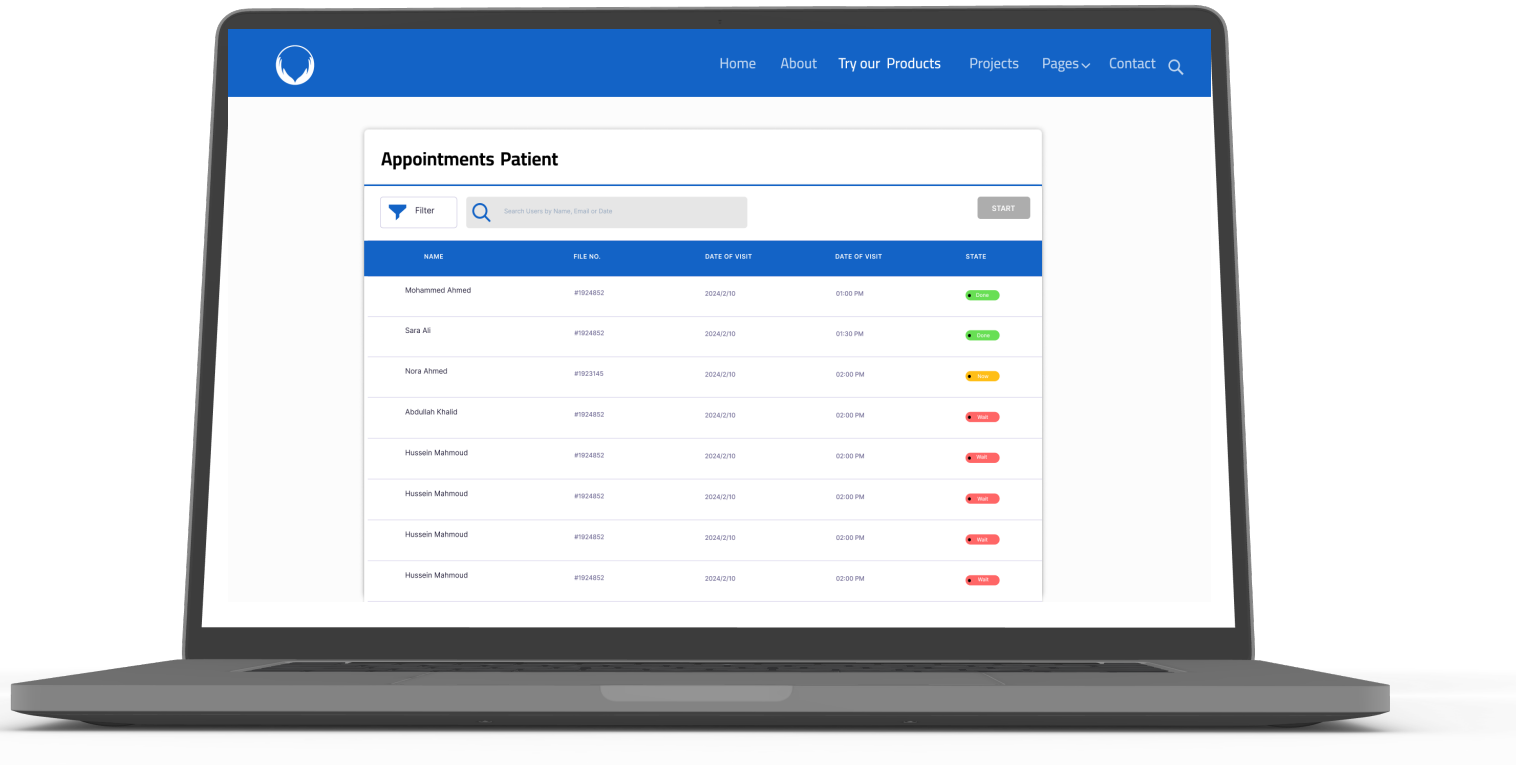 Home About Try our Products Projects Pages Contact
Appointments Patient
Filter Search Users by Name, Email or Date START
NAME FILE NO. DATE OF VISIT DATE OF VISIT STATE
Mohammed Ahmed #1924852 2024/2/10 01:00 PM Done
Sara Ali #1924852 2024/2/10 01:30 PM Done
Nora Ahmed #1923145 2024/2/10 02:00 PM Now
Abdullah Khalid #1924852 2024/2/10 02:00 PM Wait
Hussein Mahmoud #1924852 2024/2/10 02:00 PM Wait
Hussein Mahmoud #1924852 2024/2/10 02:00 PM Wait
Hussein Mahmoud #1924852 2024/2/10 02:00 PM Wait
Hussein Mahmoud #1924852 2024/2/10 02:00 PM Wait